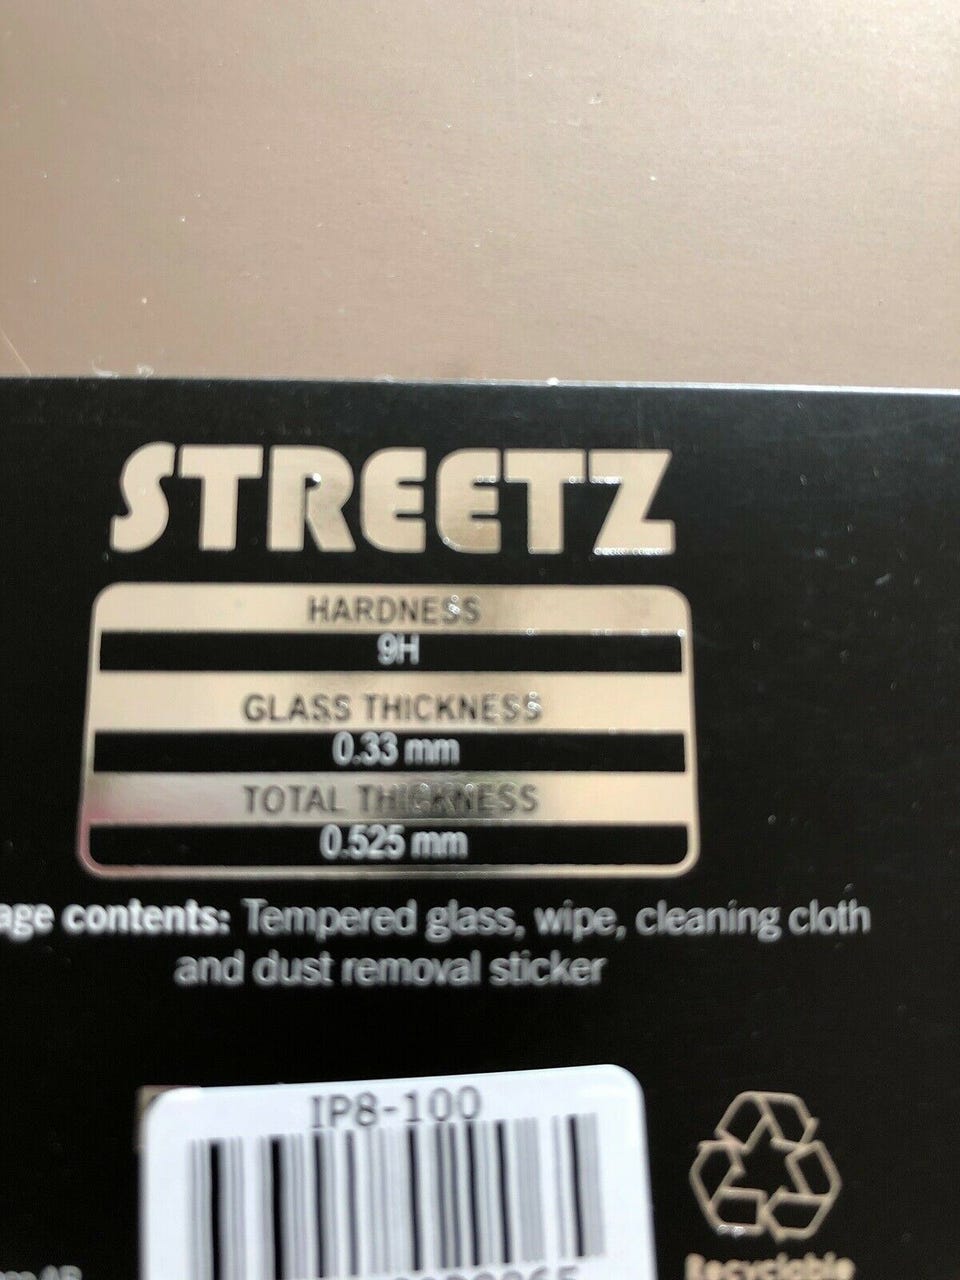 STREETZ
HARDNESS
9H
GLASS THICKNESS
0.33 mm
TOTAL THICKNESS
0.525 mm
age contents: Tempered glass, wipe, cleaning cloth
and dust removal sticker
IP8-100
Recyclable